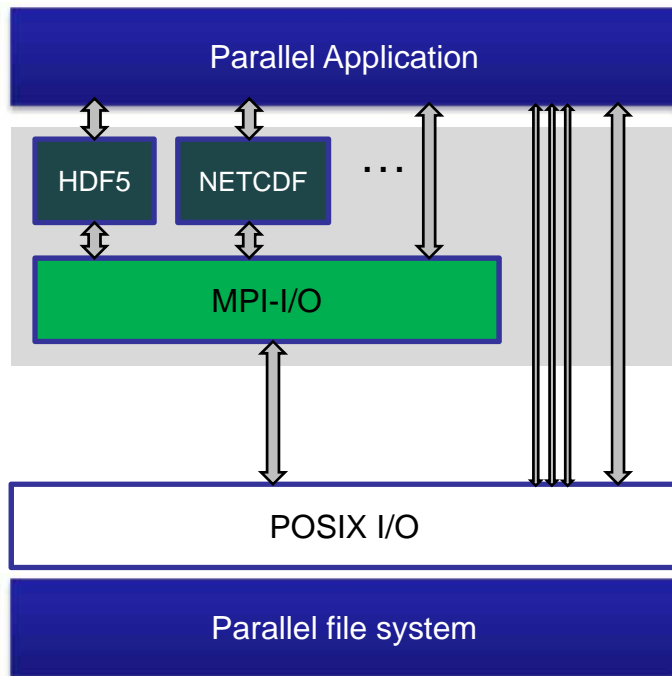 Parallel Application
HDF5
NETCDF
...
MPI-I/O
POSIX I/O
Parallel file system